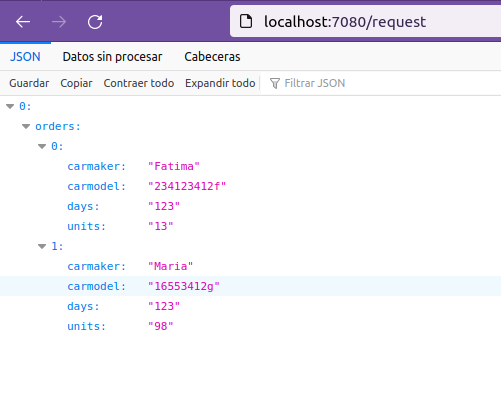 localhost:7080/request
JSON Datos sin procesar Cabeceras
Guardar Copiar Contraer todo Expandir todo Filtrar JSON
0:
orders:
0:
carmaker: "Fatima"
carmodel: "234123412f"
days: "123"
units: "13"
1:
carmaker: "Maria"
carmodel: "16553412g"
days: "123"
units: "98"